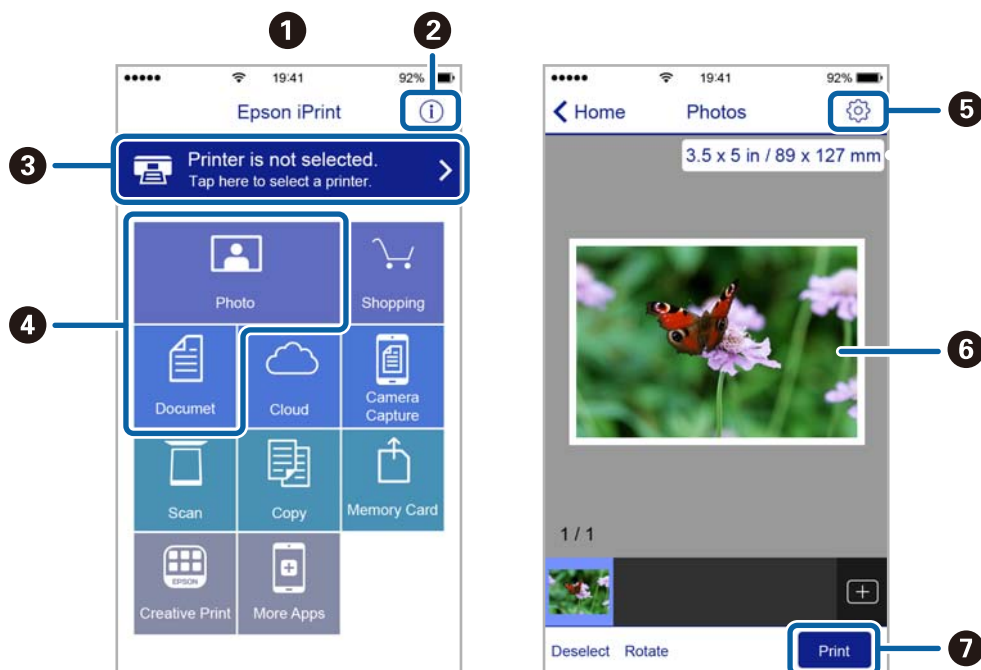 1
2
19:41
92%
Epson iPrint
3
Printer is not selected.
Tap here to select a printer.
4
Photo
Shopping
Documet
Cloud
Camera
Capture
Scan
Copy
Memory Card
EPSON
Creative Print
More Apps
19:41
92%
Home
Photos
5
3.5 x 5 in / 89 x 127 mm
6
1 / 1
Deselect
Rotate
Print
7